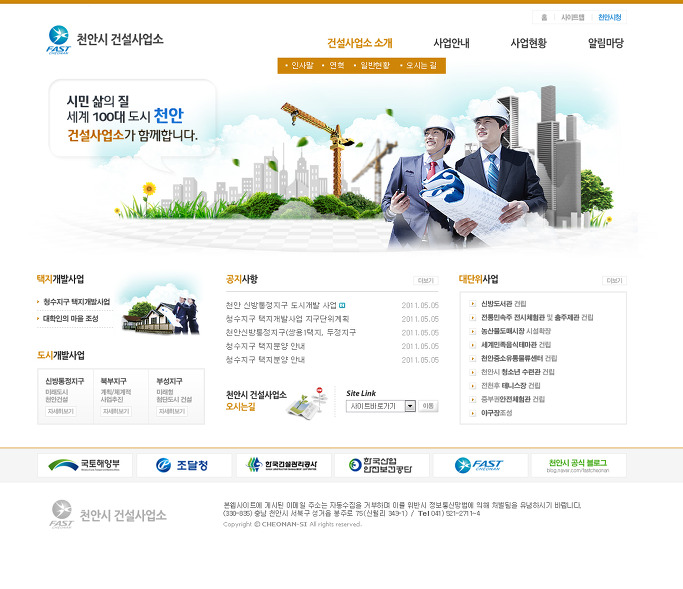 홈 사이트맵 천안시청
FAST 천안시 건설사업소
건설사업소 소개 사업안내 사업현황 알림마당
인사말 연혁 일반현황 오시는 길
시민 삶의 질
세계 100대 도시 천안
건설사업소가 함께합니다.
택지개발사업
청수지구 택지개발사업
대학인의 마을 조성
도시개발사업
신방통정지구
미래도시
천안건설
자세히보기
북부지구
계획/체계적
사업추진
자세히보기
부성지구
미래형
첨단도시 건설
자세히보기
공지사항 더보기
천안 신방통정지구 도시개발 사업 2011.05.05
청수지구 택지개발사업 지구단위계획 2011.05.05
천안신방통정지구(쌍용1택지, 두정지구 2011.05.05
청수지구 택지분양 안내 2011.05.05
청수지구 택지분양 안내 2011.05.05
천안시 건설사업소
오시는길
Site Link
사이트바로가기 이동
대단위사업 더보기
신방도서관 건립
전통민속주 전시체험관 및 흥주제관 건립
농산물도매시장 시설확장
세계민족음식테마관 건립
천안중소유통물류센터 건립
천안시 청소년 수련관 건립
전천후 테니스장 건립
중부권안전체험관 건립
야구장조성
국토해양부
조달청
한국건설관리공사
한국산업
안전보건공단
FAST
천안시 공식 블로그
blog.naver.com/fastcheonan
FAST 천안시 건설사업소
본웹사이트에 게시된 이메일 주소는 자동수집을 거부하며 이를 위반시 정보통신망법에 의해 처벌됨을 유념하시기 바랍니다.
(330-835) 충남 천안시 서북구 성거읍 봉주로 75(신월리 343-1) / Tel 041) 521-2711~4
Copyright ⓒ CHEONAN-SI All rights reserved.